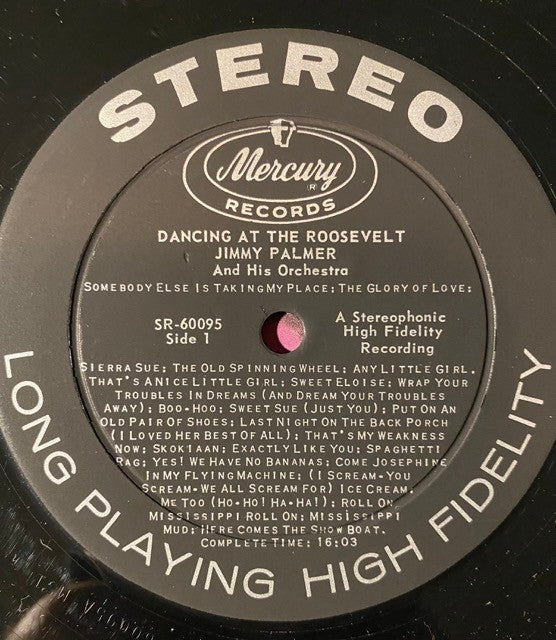 STEREO
Mercury
®
RECORDS
DANCING AT THE ROOSEVELT
JIMMY PALMER
And His Orchestra
SOMEBODY ELSE IS TAKING MY PLACE; THE GLORY OF LOVE;
SR-60095
Side 1
A Stereophonic
High Fidelity
Recording
SIERRA SUE; THE OLD SPINNING WHEEL; ANY LITTLE GIRL,
THAT'S A NICE LITTLE GIRL; SWEET ELOISE; WRAP YOUR
TROUBLES IN DREAMS (AND DREAM YOUR TROUBLES
AWAY); BOO-HOO; SWEET SUE (JUST YOU); PUT ON AN
OLD PAIR OF SHOES; LAST NIGHT ON THE BACK PORCH
(I LOVED HER BEST OF ALL); THAT'S MY WEAKNESS
NOW; SKOKIAAN; EXACTLY LIKE YOU; SPAGHETTI
RAG; YES! WE HAVE NO BANANAS; COME JOSEPHINE
IN MY FLYING MACHINE; (I SCREAM-YOU
SCREAM-WE ALL SCREAM FOR) ICE CREAM,
ME TOO (HO-HO! HA-HA!); ROLL ON
MISSISSIPPI ROLL ON; MISSISSIPPI
MUD; HERE COMES THE SHOW BOAT.
COMPLETE TIME: 16:03
LONG PLAYING HIGH FIDELITY